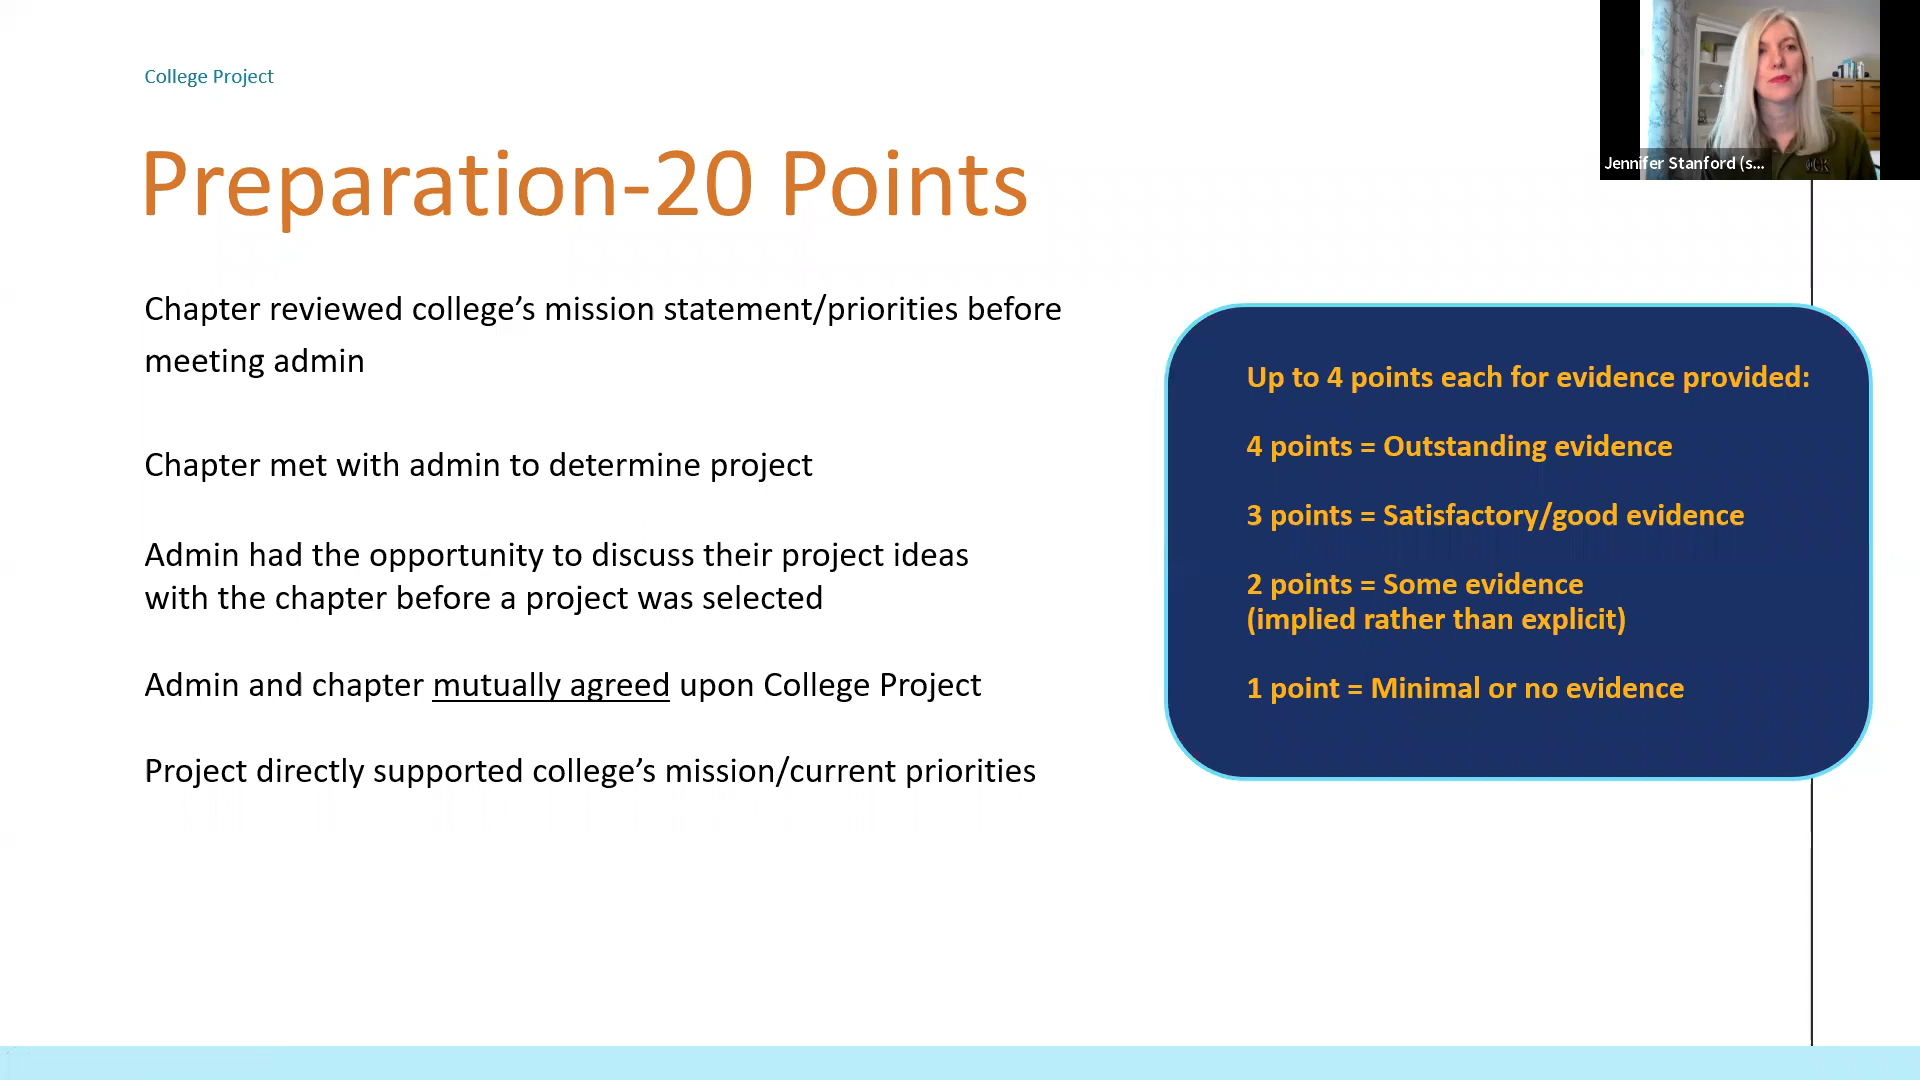 College Project
Preparation-20 Points
Chapter reviewed college’s mission statement/priorities before
meeting admin
Chapter met with admin to determine project
Admin had the opportunity to discuss their project ideas
with the chapter before a project was selected
Admin and chapter mutually agreed upon College Project
Project directly supported college’s mission/current priorities
Up to 4 points each for evidence provided:
4 points = Outstanding evidence
3 points = Satisfactory/good evidence
2 points = Some evidence
(implied rather than explicit)
1 point = Minimal or no evidence
Jennifer Stanford (s...